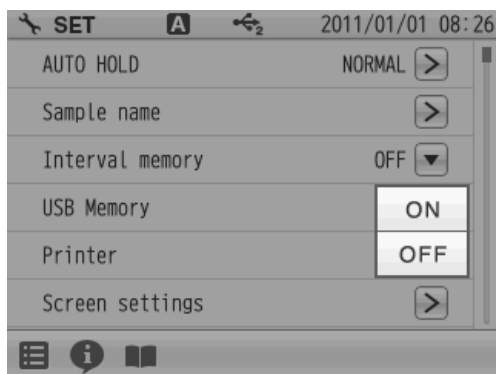 SET A 2 2011/01/01 08:26
AUTO HOLD NORMAL >
Sample name >
Interval memory OFF
USB Memory ON
Printer OFF
Screen settings >